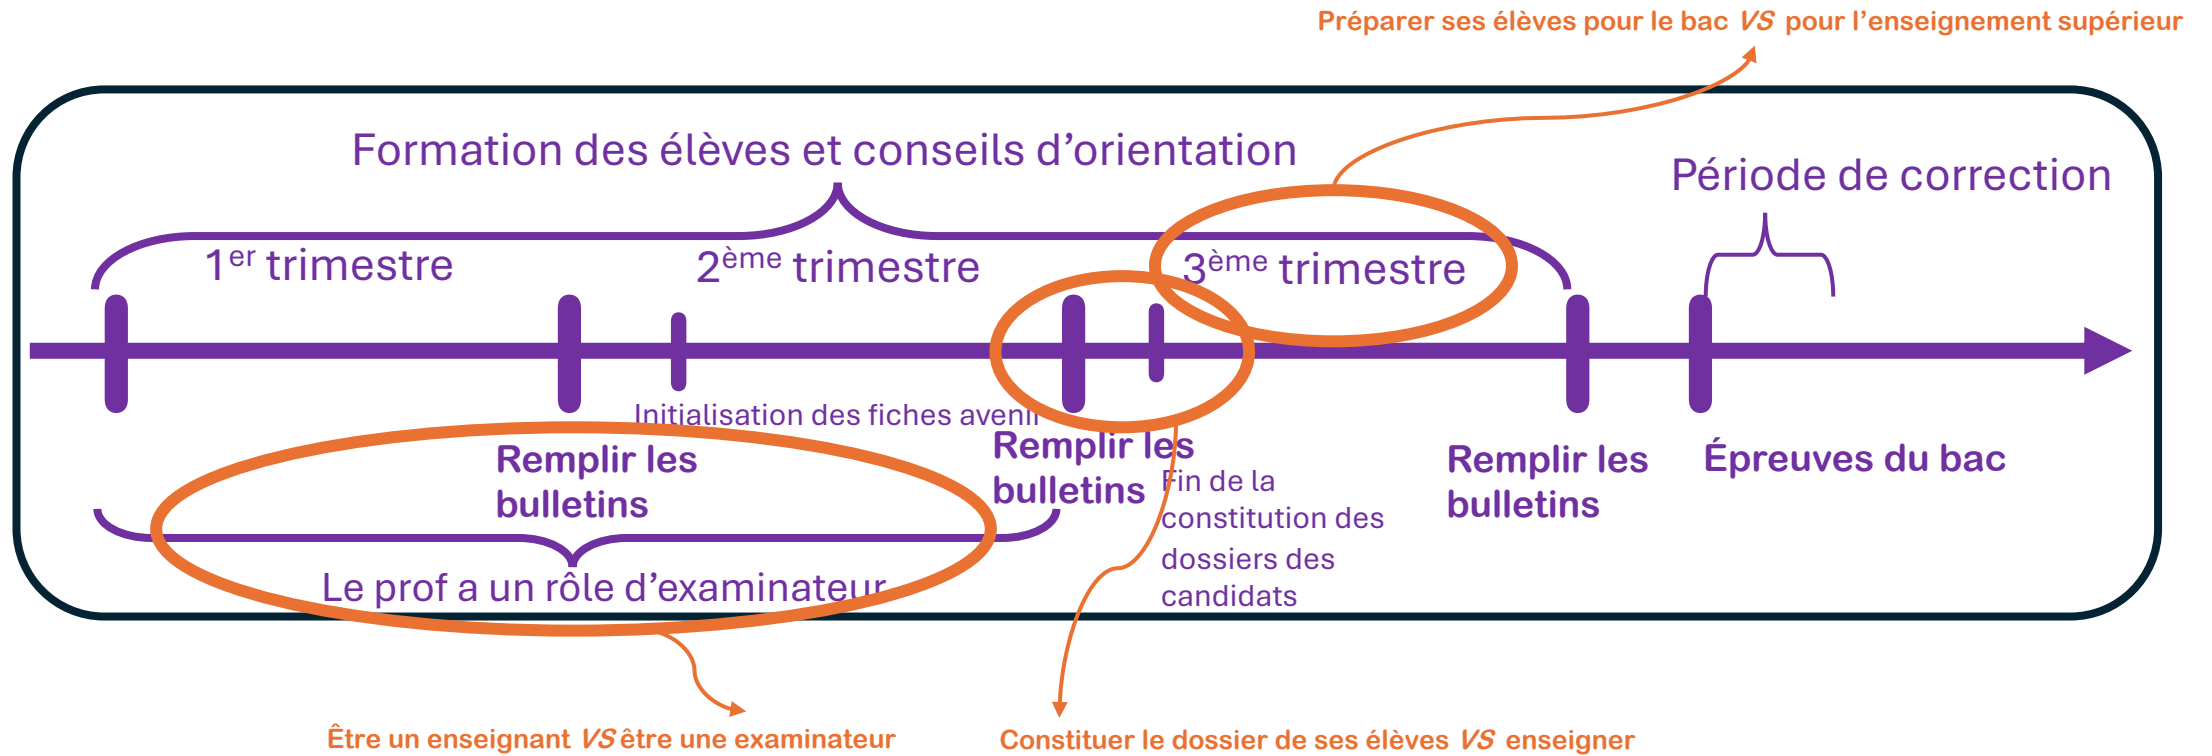 Préparer ses élèves pour le bac VS pour l’enseignement supérieur
Formation des élèves et conseils d’orientation
Période de correction
1er trimestre
2ème trimestre
3ème trimestre
Initialisation des fiches avenir
Remplir les
bulletins
Remplir les
bulletins
Fin de la
constitution des
dossiers des
candidats
Remplir les
bulletins
Épreuves du bac
Le prof a un rôle d’examinateur
Être un enseignant VS être une examinateur
Constituer le dossier de ses élèves VS enseigner